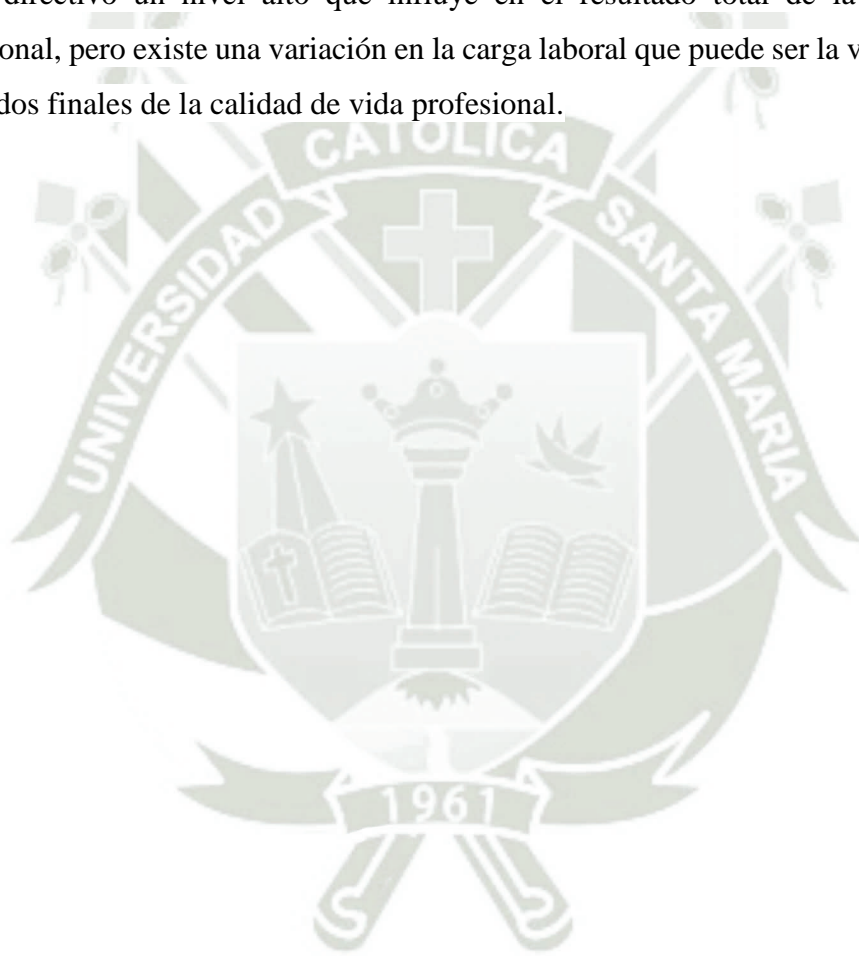 directivo un nivel alto que influye en el resultado total de la
onal, pero existe una variación en la carga laboral que puede ser la v
dos finales de la calidad de vida profesional.
UNIVERSIDAD CATOLICA SANTA MARIA
1961